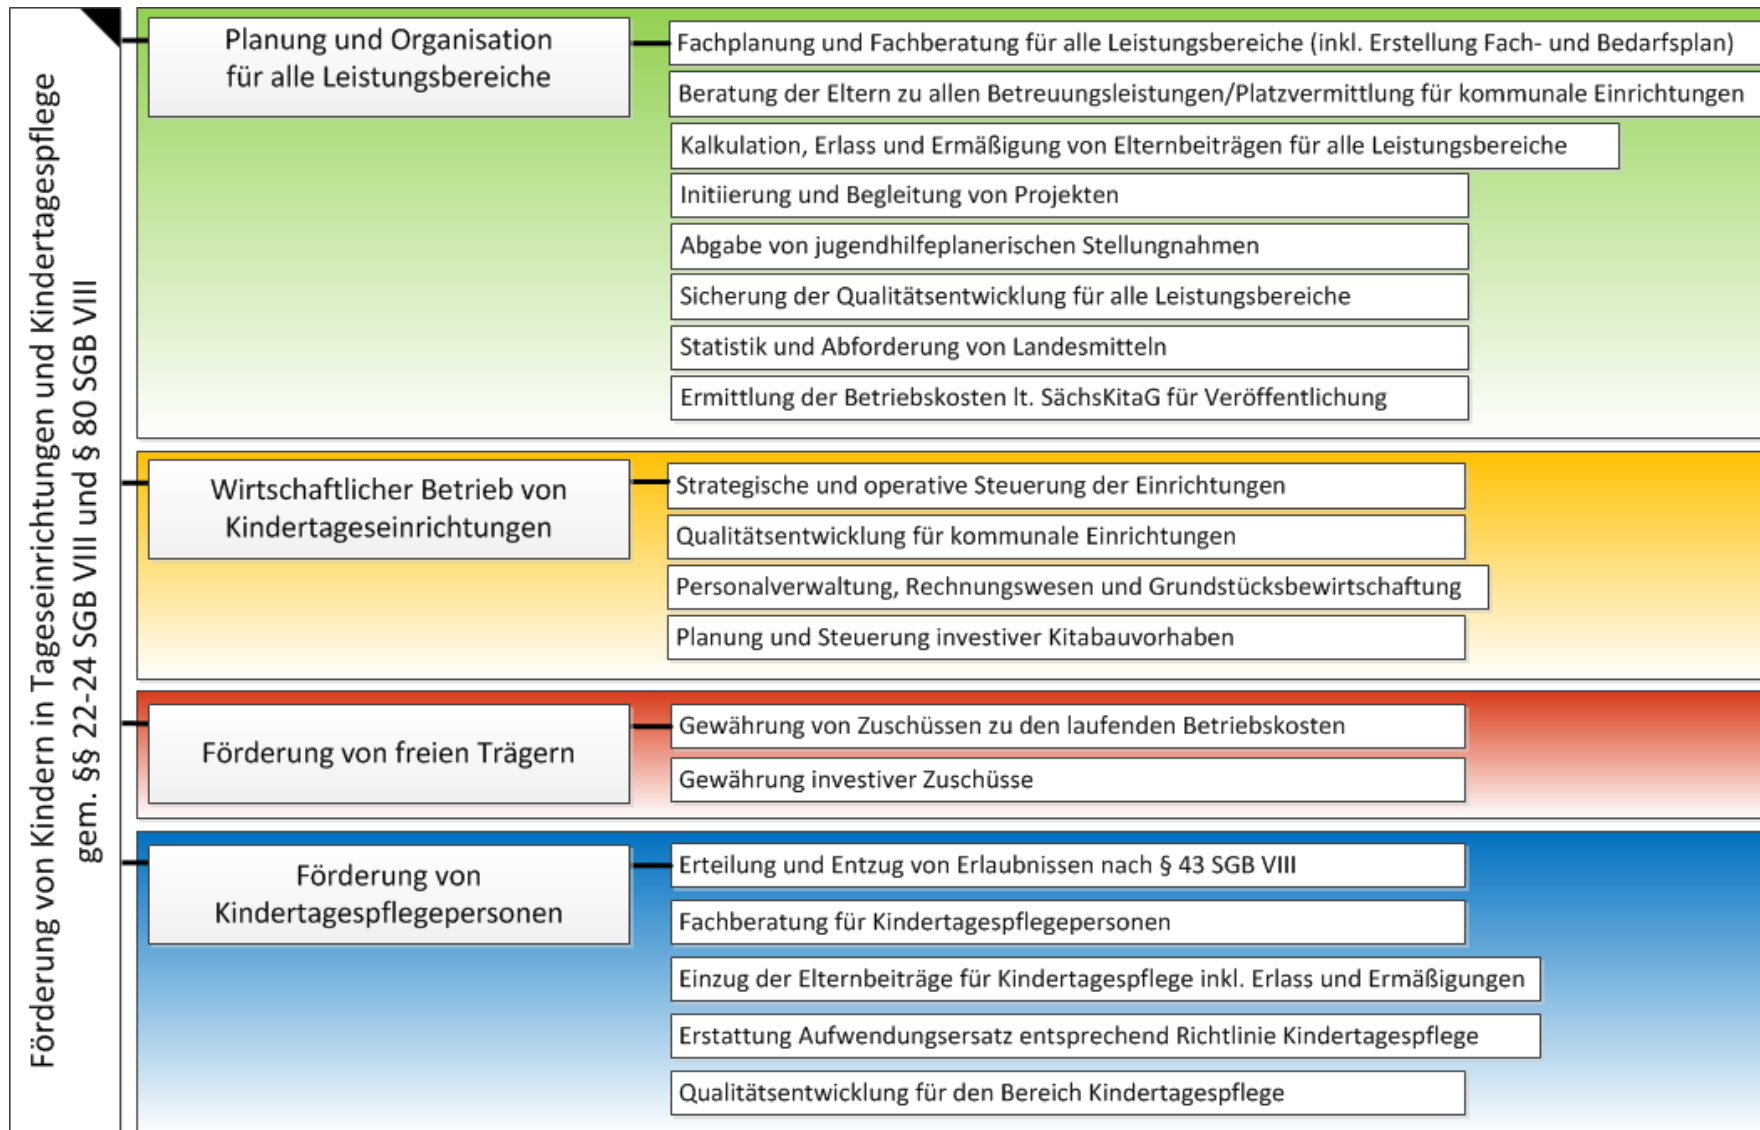 Förderung von Kindern in Tageseinrichtungen und Kindertagespflege
gem. §§ 22-24 SGB VIII und § 80 SGB VIII
Planung und Organisation
für alle Leistungsbereiche
Fachplanung und Fachberatung für alle Leistungsbereiche (inkl. Erstellung Fach- und Bedarfsplan)
Beratung der Eltern zu allen Betreuungsleistungen/Platzvermittlung für kommunale Einrichtungen
Kalkulation, Erlass und Ermäßigung von Elternbeiträgen für alle Leistungsbereiche
Initiierung und Begleitung von Projekten
Abgabe von jugendhilfeplanerischen Stellungnahmen
Sicherung der Qualitätsentwicklung für alle Leistungsbereiche
Statistik und Abforderung von Landesmitteln
Ermittlung der Betriebskosten lt. SächsKitaG für Veröffentlichung
Wirtschaftlicher Betrieb von
Kindertageseinrichtungen
Strategische und operative Steuerung der Einrichtungen
Qualitätsentwicklung für kommunale Einrichtungen
Personalverwaltung, Rechnungswesen und Grundstücksbewirtschaftung
Planung und Steuerung investiver Kitabauvorhaben
Förderung von freien Trägern
Gewährung von Zuschüssen zu den laufenden Betriebskosten
Gewährung investiver Zuschüsse
Förderung von
Kindertagespflegepersonen
Erteilung und Entzug von Erlaubnissen nach § 43 SGB VIII
Fachberatung für Kindertagespflegepersonen
Einzug der Elternbeiträge für Kindertagespflege inkl. Erlass und Ermäßigungen
Erstattung Aufwendungsersatz entsprechend Richtlinie Kindertagespflege
Qualitätsentwicklung für den Bereich Kindertagespflege